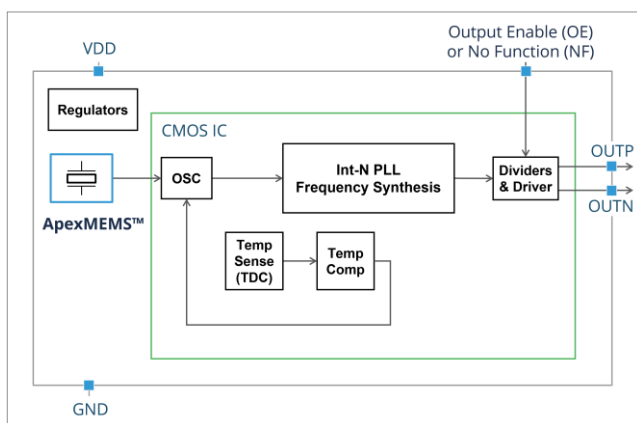 VDD
Output Enable (OE)
or No Function (NF)
Regulators
CMOS IC
OSC
Int-N PLL
Frequency Synthesis
Dividers
& Driver
OUTP
OUTN
ApexMEMS™
Temp
Sense
(TDC)
Temp
Comp
GND